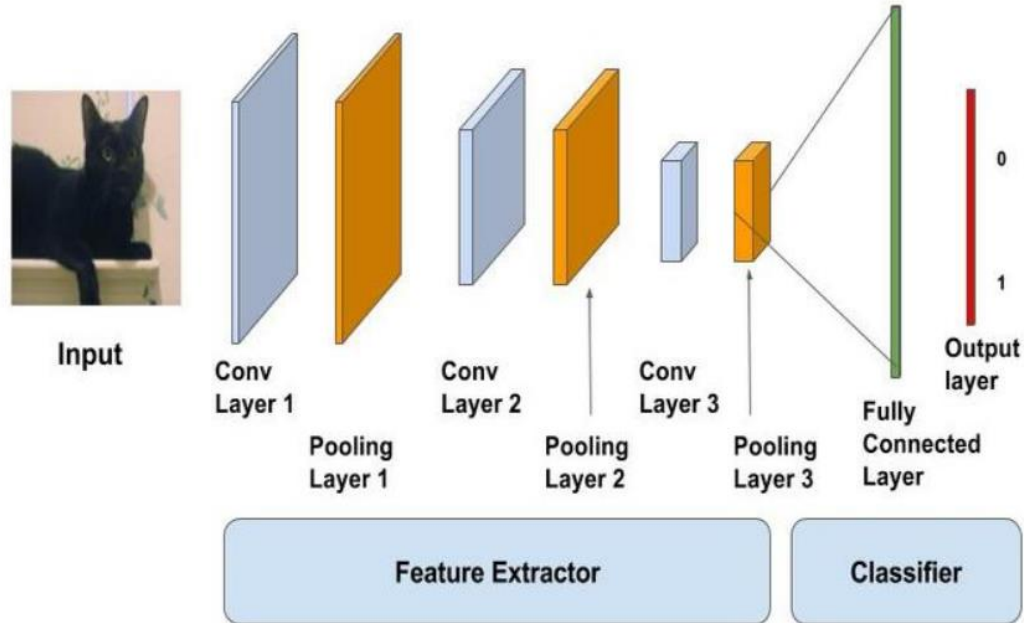 0
1
Input
Output
layer
Conv
Layer 1
Conv
Layer 2
Conv
Layer 3
Fully
Connected
Layer
Pooling
Layer 1
Pooling
Layer 2
Pooling
Layer 3
Feature Extractor
Classifier